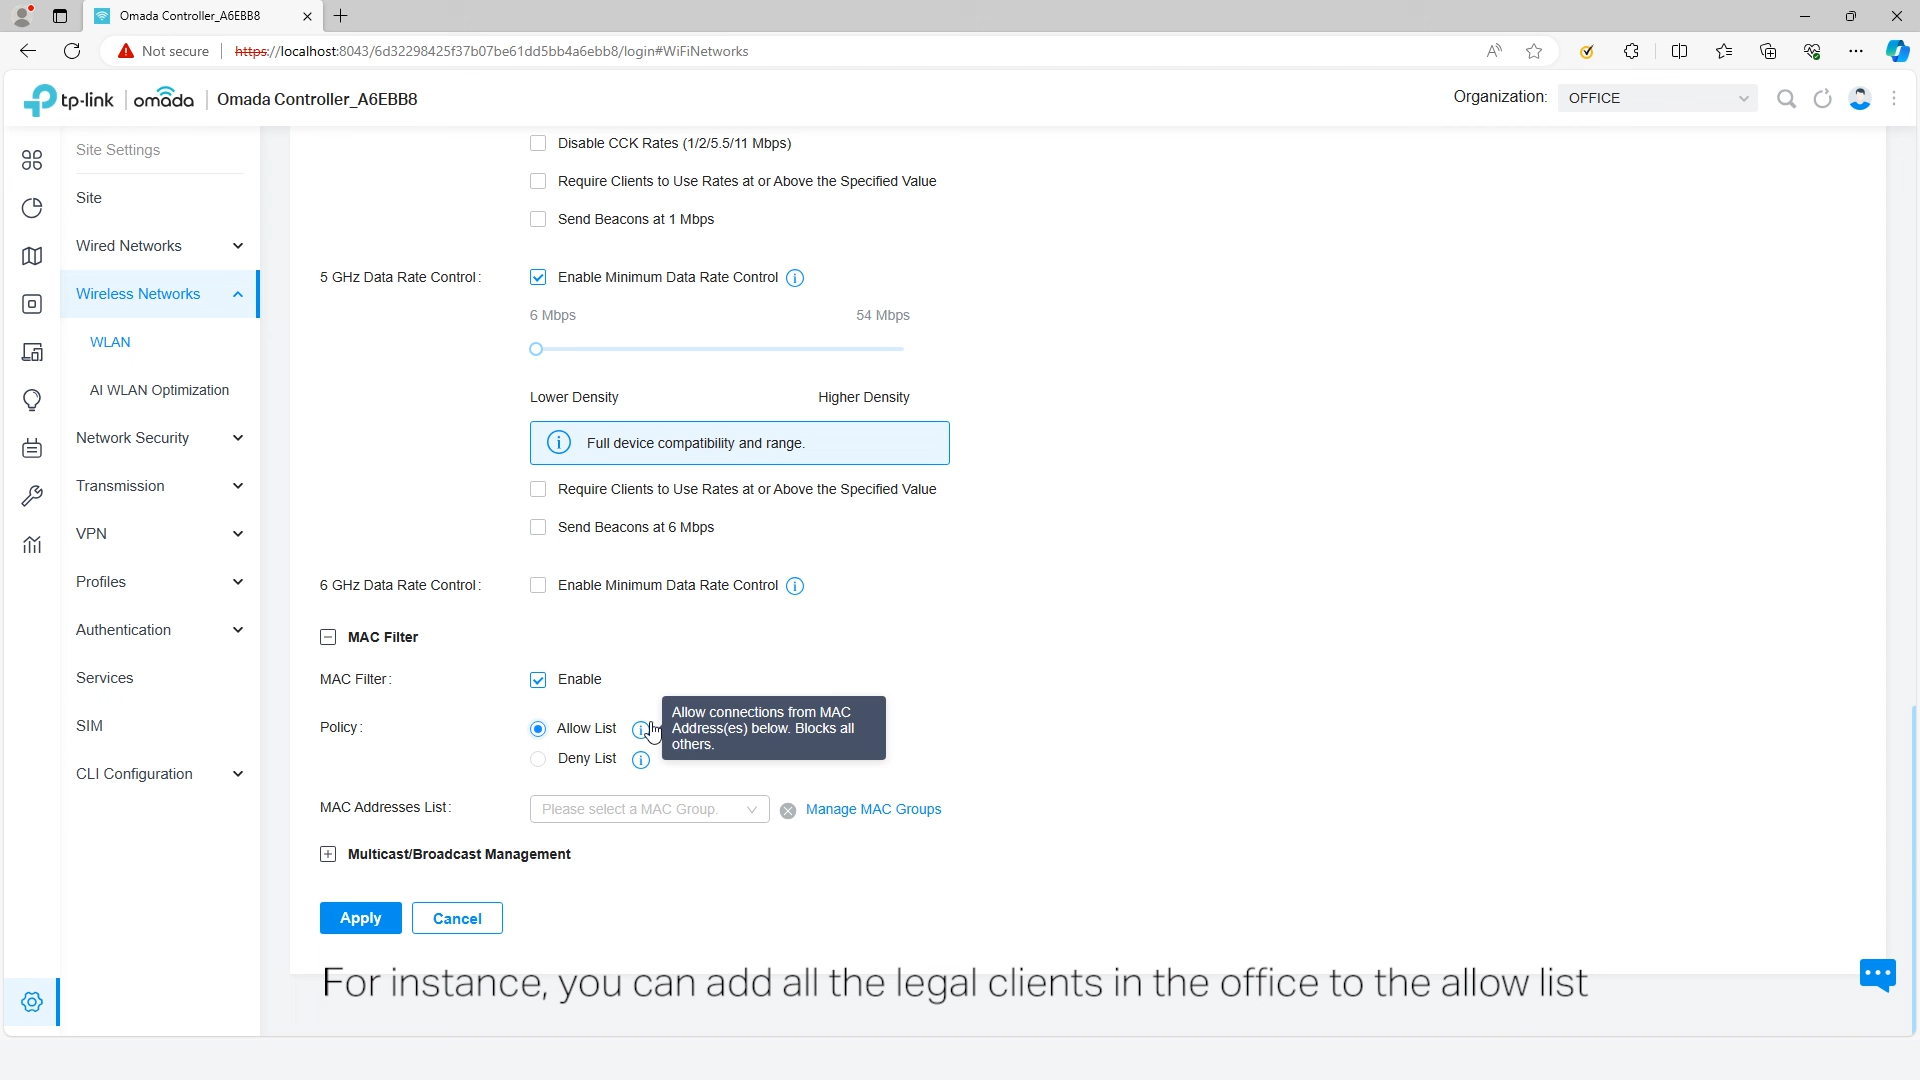 Omada Controller_A6EBB8
Not secure
https://localhost:8043/6d32298425f37b07be61dd5bb4a6ebb8/login#WiFiNetworks
tp-link
omada
Omada Controller_A6EBB8
Organization:
OFFICE
Site Settings
Site
Wired Networks
Wireless Networks
WLAN
AI WLAN Optimization
Network Security
Transmission
VPN
Profiles
Authentication
Services
SIM
CLI Configuration
Disable CCK Rates (1/2/5.5/11 Mbps)
Require Clients to Use Rates at or Above the Specified Value
Send Beacons at 1 Mbps
5 GHz Data Rate Control:
Enable Minimum Data Rate Control
6 Mbps
54 Mbps
Lower Density
Higher Density
Full device compatibility and range.
Require Clients to Use Rates at or Above the Specified Value
Send Beacons at 6 Mbps
6 GHz Data Rate Control:
Enable Minimum Data Rate Control
MAC Filter
MAC Filter:
Enable
Policy:
Allow List
Allow connections from MAC
Address(es) below. Blocks all
others.
Deny List
MAC Addresses List:
Please select a MAC Group.
Manage MAC Groups
Multicast/Broadcast Management
Apply
Cancel
For instance, you can add all the legal clients in the office to the allow list